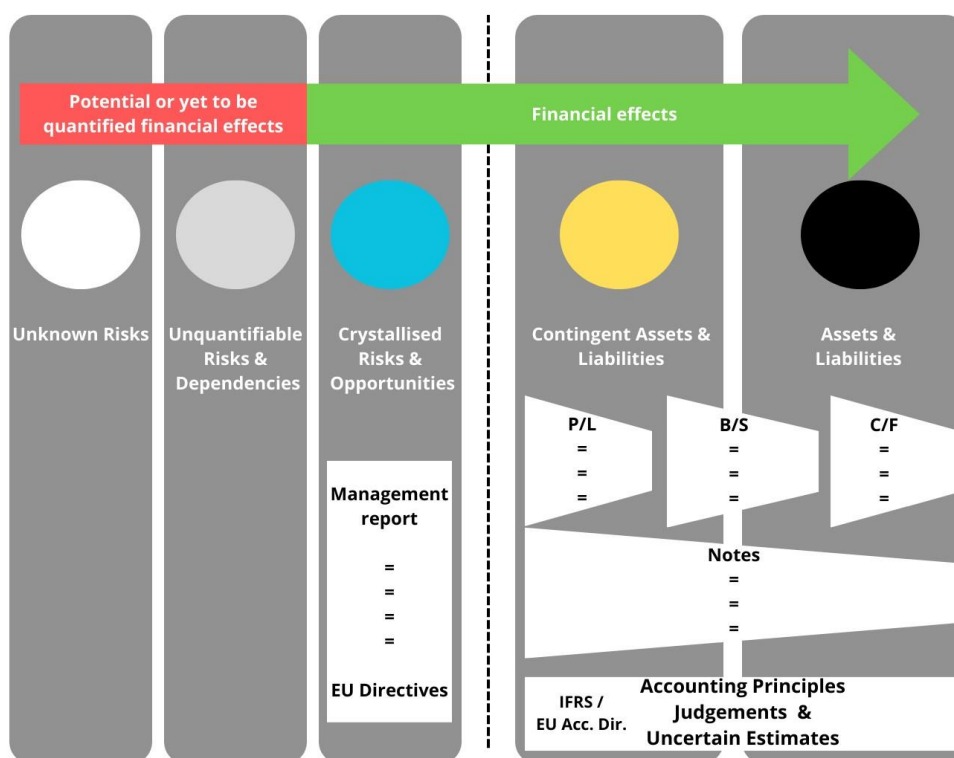 Potential or yet to be
quantified financial effects
Financial effects
Unknown Risks
Unquantifiable
Risks &
Dependencies
Crystallised
Risks &
Opportunities
Contingent Assets &
Liabilities
Assets &
Liabilities
Management
report
=
=
=
=
EU Directives
P/L
=
=
=
B/S
=
=
=
C/F
=
=
=
Notes
=
=
=
IFRS /
EU Acc. Dir.
Accounting Principles
Judgements &
Uncertain Estimates